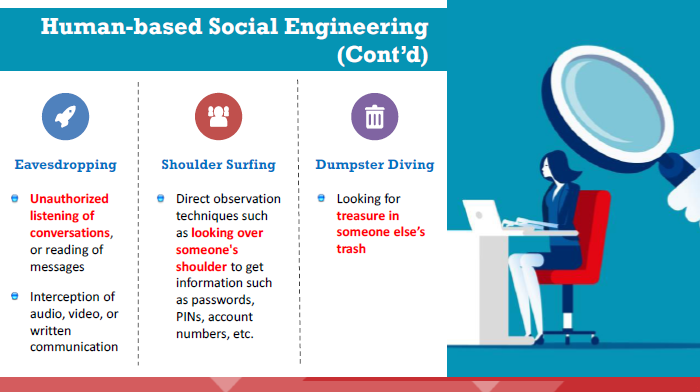 Human-based Social Engineering
(Cont’d)
Eavesdropping
Unauthorized
listening of
conversations,
or reading of
messages
Interception of
audio, video, or
written
communication
Shoulder Surfing
Direct observation
techniques such
as looking over
someone's
shoulder to get
information such
as passwords,
PINs, account
numbers, etc.
Dumpster Diving
Looking for
treasure in
someone else’s
trash